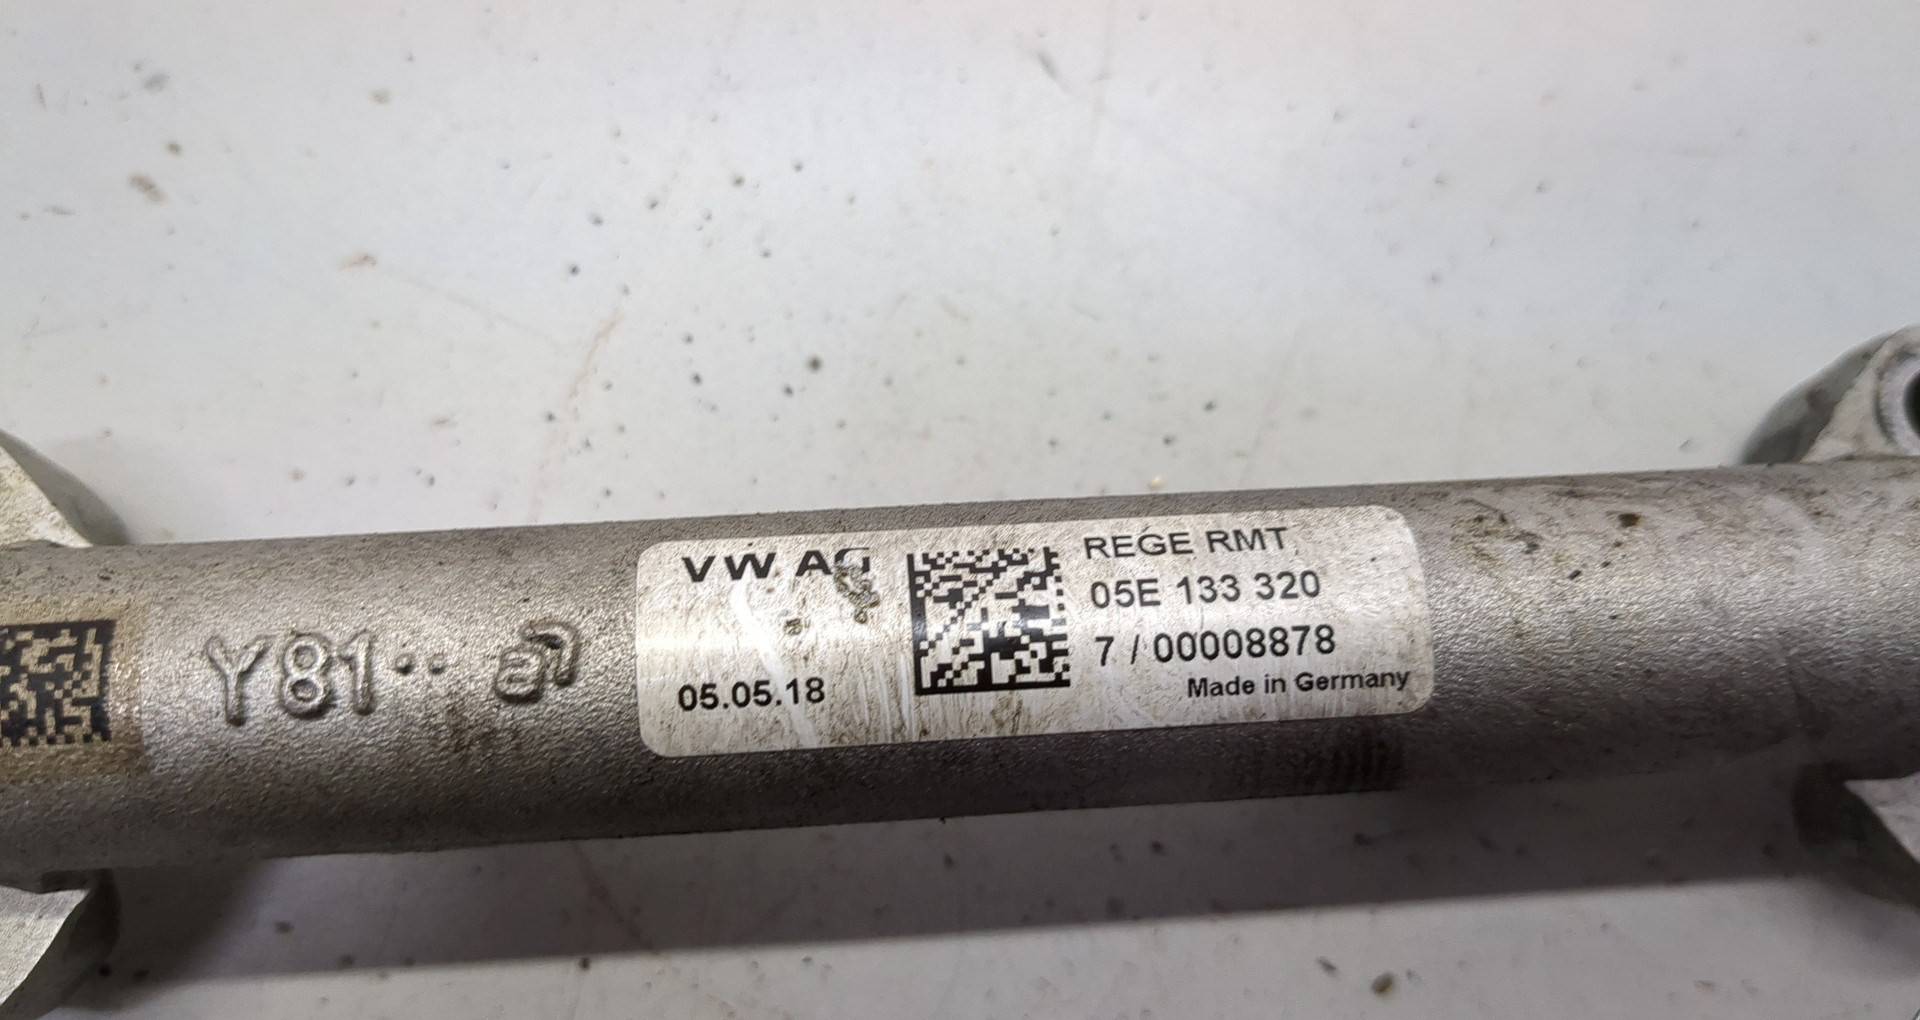 Y81··
VW AG
05.05.18
REGE RMT
05E 133 320
7 / 00008878
Made in Germany